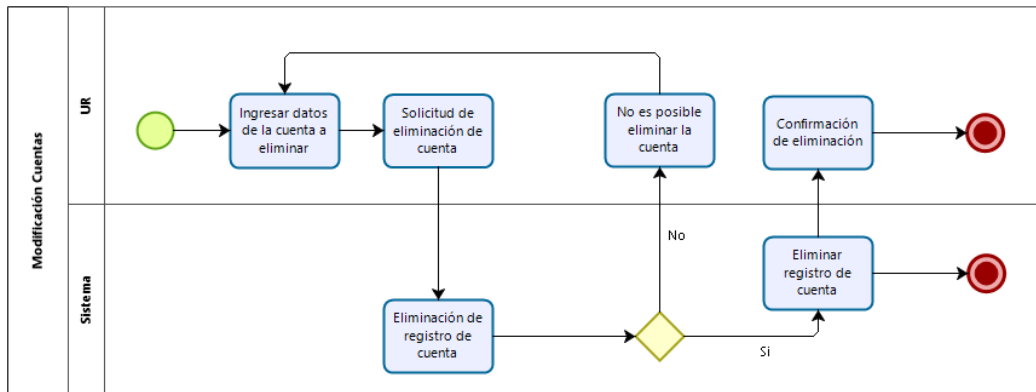 Modificación Cuentas
UR
Ingresar datos
de la cuenta a
eliminar
Solicitud de
eliminación de
cuenta
No es posible
eliminar la
cuenta
Confirmación
de eliminación
Sistema
Eliminación de
registro de
cuenta
No
Si
Eliminar
registro de
cuenta